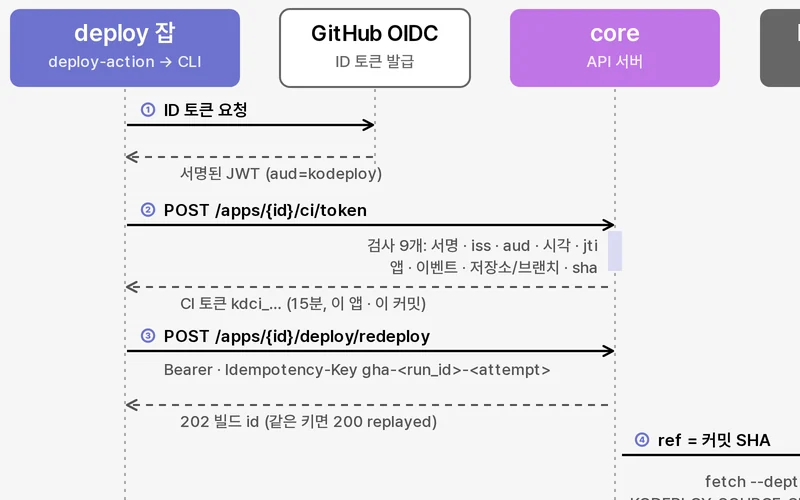 deploy 잡
deploy-action → CLI
GitHub OIDC
ID 토큰 발급
core
API 서버
① ID 토큰 요청
서명된 JWT (aud=kodeploy)
② POST /apps/{id}/ci/token
검사 9개: 서명 · iss · aud · 시각 · jti
앱 · 이벤트 · 저장소/브랜치 · sha
CI 토큰 kdci_... (15분, 이 앱 · 이 커밋)
③ POST /apps/{id}/deploy/redeploy
Bearer · Idempotency-Key gha-<run_id>-<attempt>
202 빌드 id (같은 키면 200 replayed)
④ ref = 커밋 SHA
fetch --dept